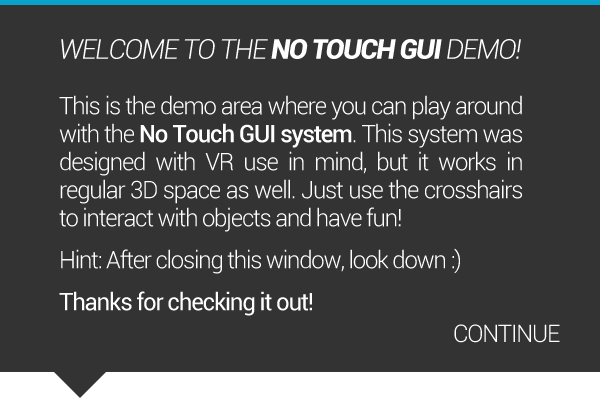 WELCOME TO THE NO TOUCH GUI DEMO!
This is the demo area where you can play around
with the No Touch GUI system. This system was
designed with VR use in mind, but it works in
regular 3D space as well. Just use the crosshairs
to interact with objects and have fun!
Hint: After closing this window, look down :)
Thanks for checking it out!
CONTINUE